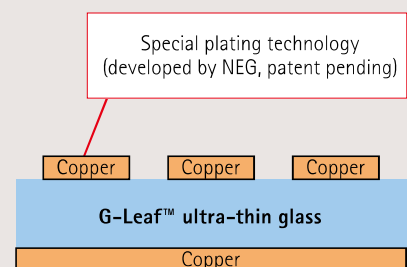 Special plating technology
(developed by NEG, patent pending)
Copper Copper Copper
G-Leaf™ ultra-thin glass
Copper